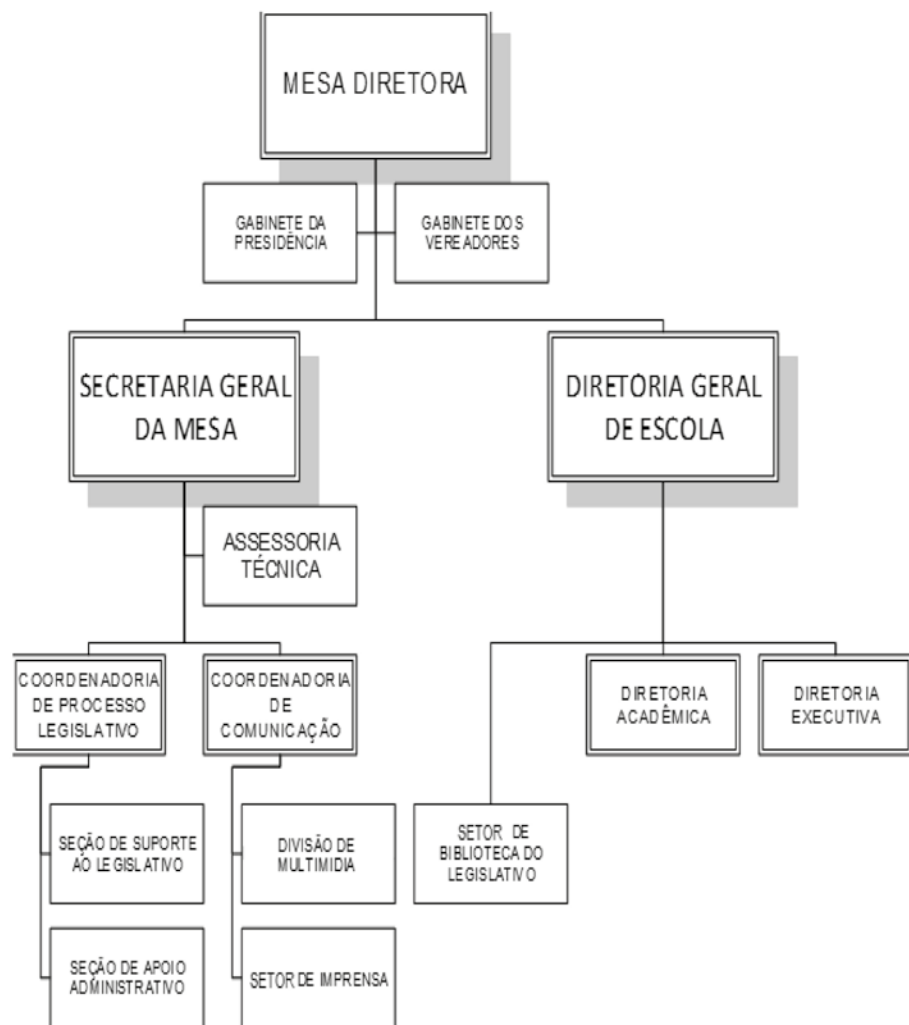 MESA DIRETORA
GABINETE DA
PRESIDÊNCIA
GABINETE DOS
VEREADORES
SECRETARIA GERAL
DA MESA
DIRETORIA GERAL
DE ESCOLA
ASSESSORIA
TÉCNICA
COORDENADORIA
DE PROCESSO
LEGISLATIVO
COORDENADORIA
DE
COMUNICAÇÃO
DIRETORIA
ACADÊMICA
DIRETORIA
EXECUTIVA
SEÇÃO DE SUPORTE
AO LEGISLATIVO
DIVISÃO DE
MULTIMIDIA
SETOR DE
BIBLIOTECA DO
LEGISLATIVO
SEÇÃO DE APOIO
ADMINISTRATIVO
SETOR DE IMPRENSA